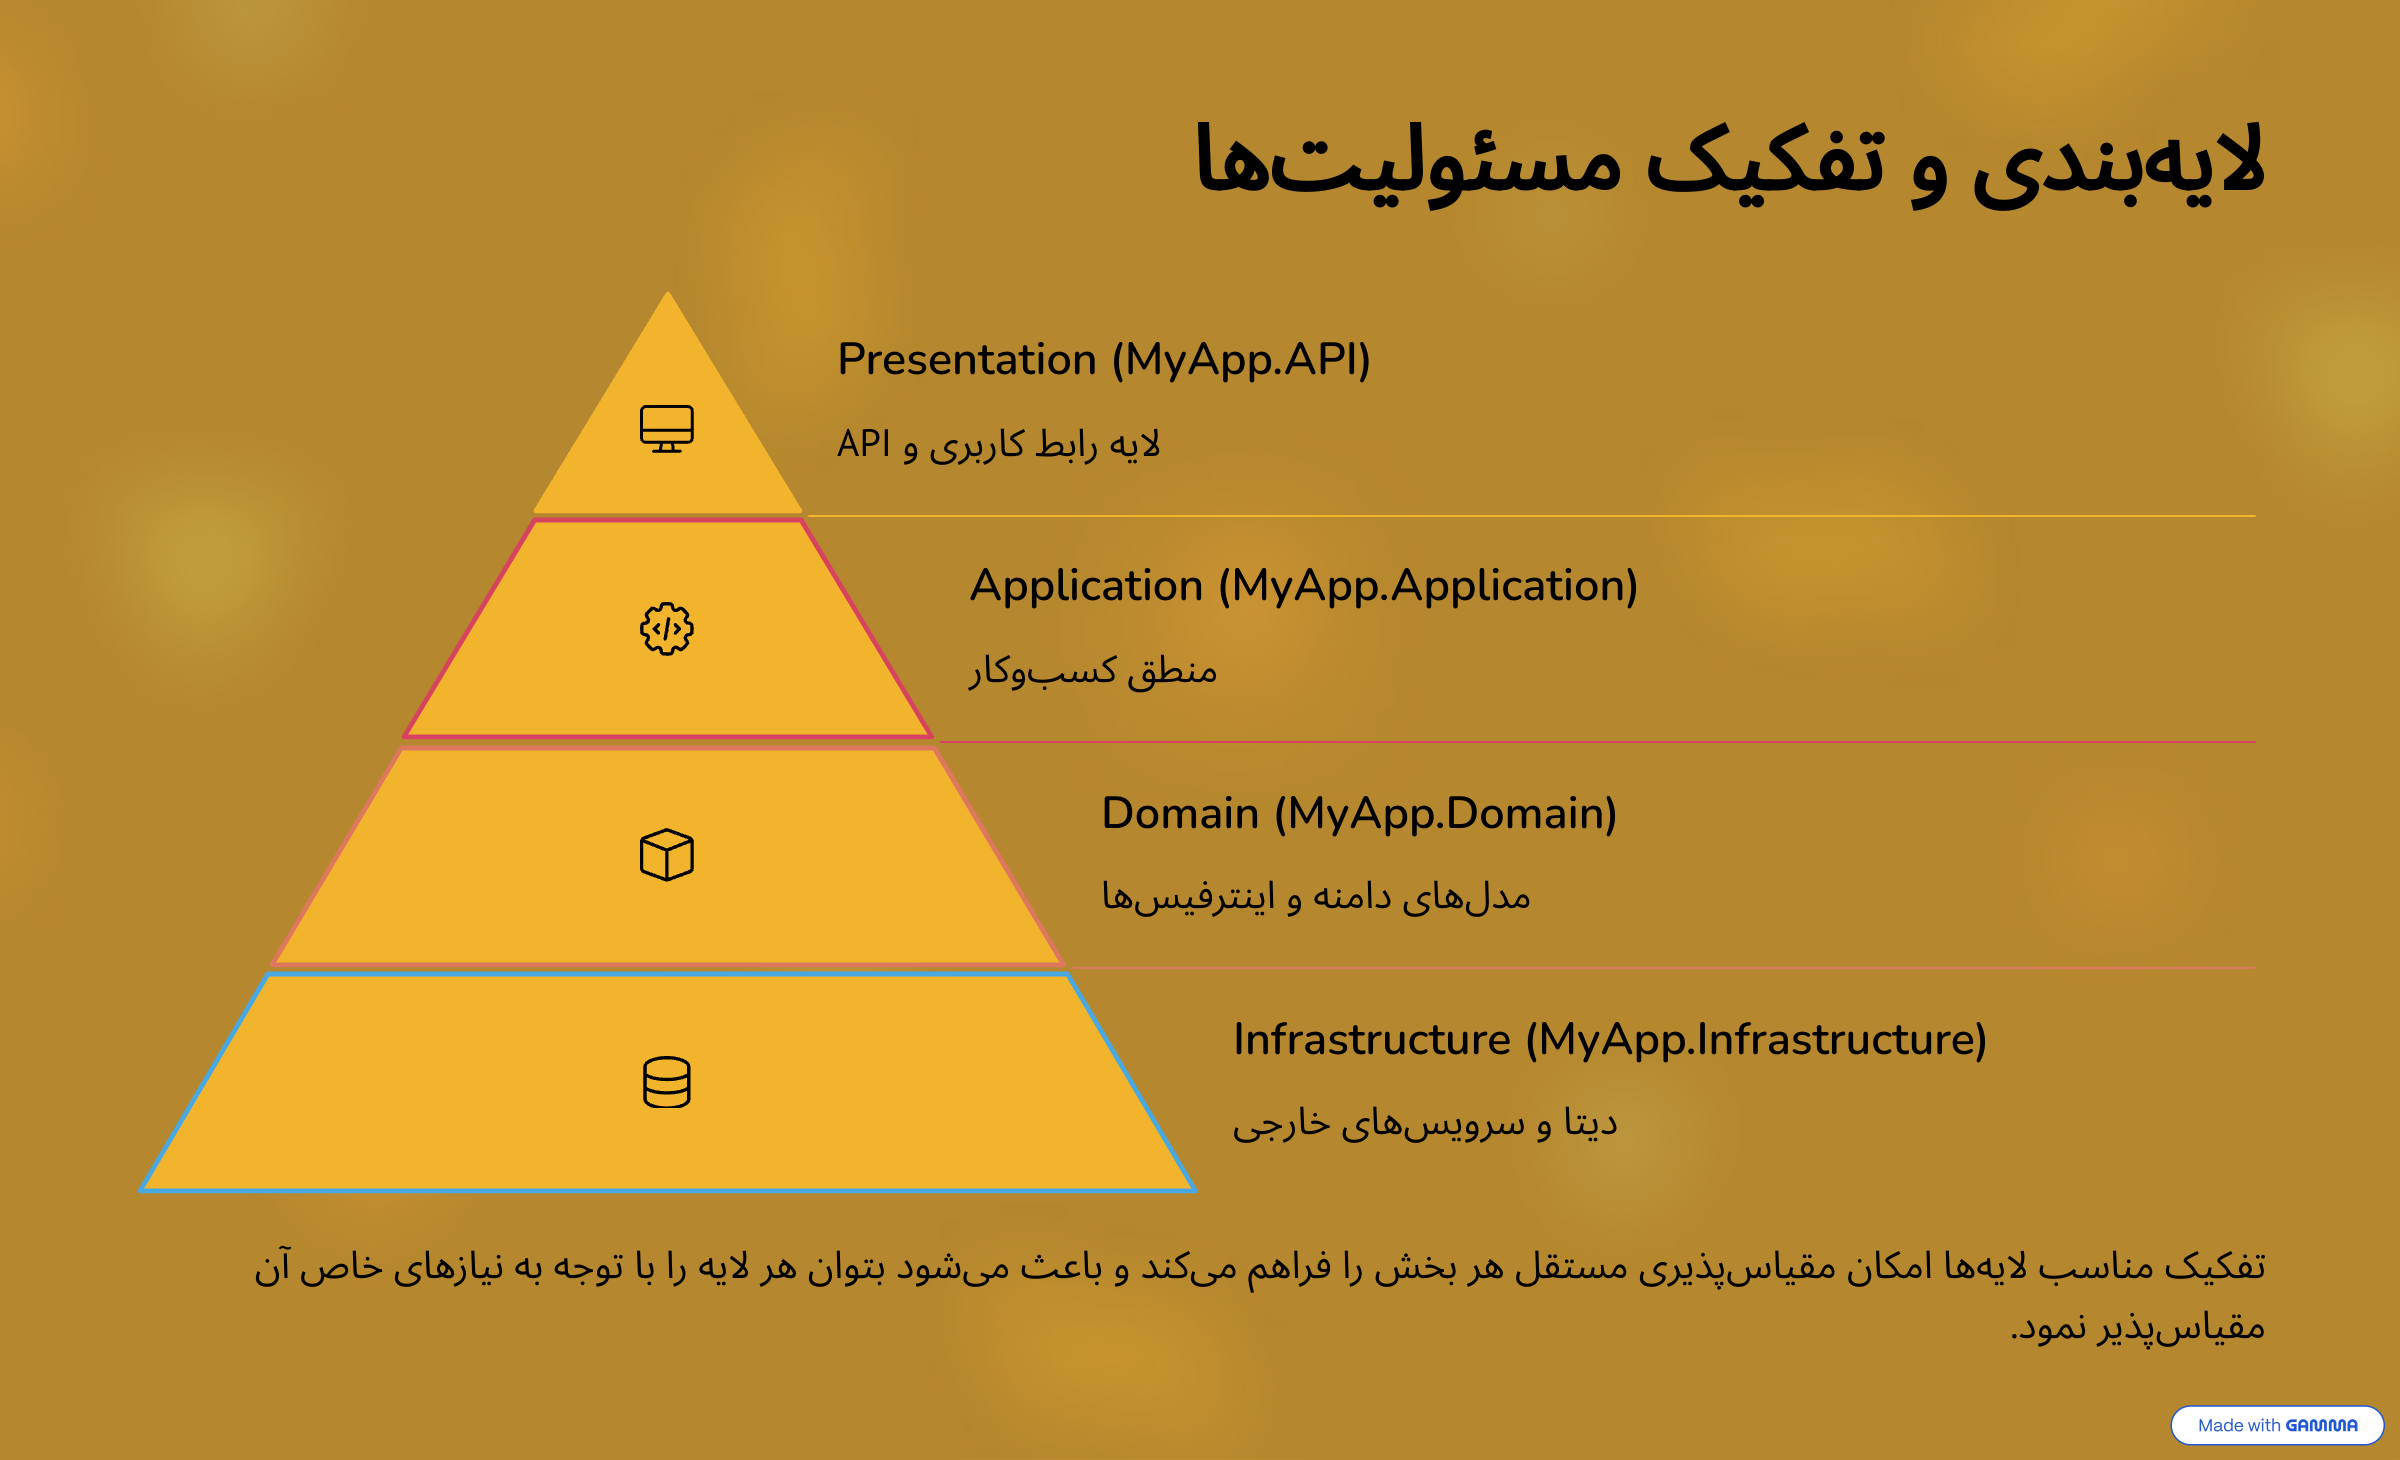 لایه‌بندی و تفکیک مسئولیت‌ها
Presentation (MyApp.API)
لایه رابط کاربری و API
Application (MyApp.Application)
منطق کسب‌وکار
Domain (MyApp.Domain)
مدل‌های دامنه و اینترفیس‌ها
Infrastructure (MyApp.Infrastructure)
دیتا و سرویس‌های خارجی
تفکیک مناسب لایه‌ها امکان مقیاس‌پذیری مستقل هر بخش را فراهم می‌کند و باعث می‌شود بتوان هر لایه را با توجه به نیازهای خاص آن
مقیاس‌پذیر نمود.
Made with GAMMA